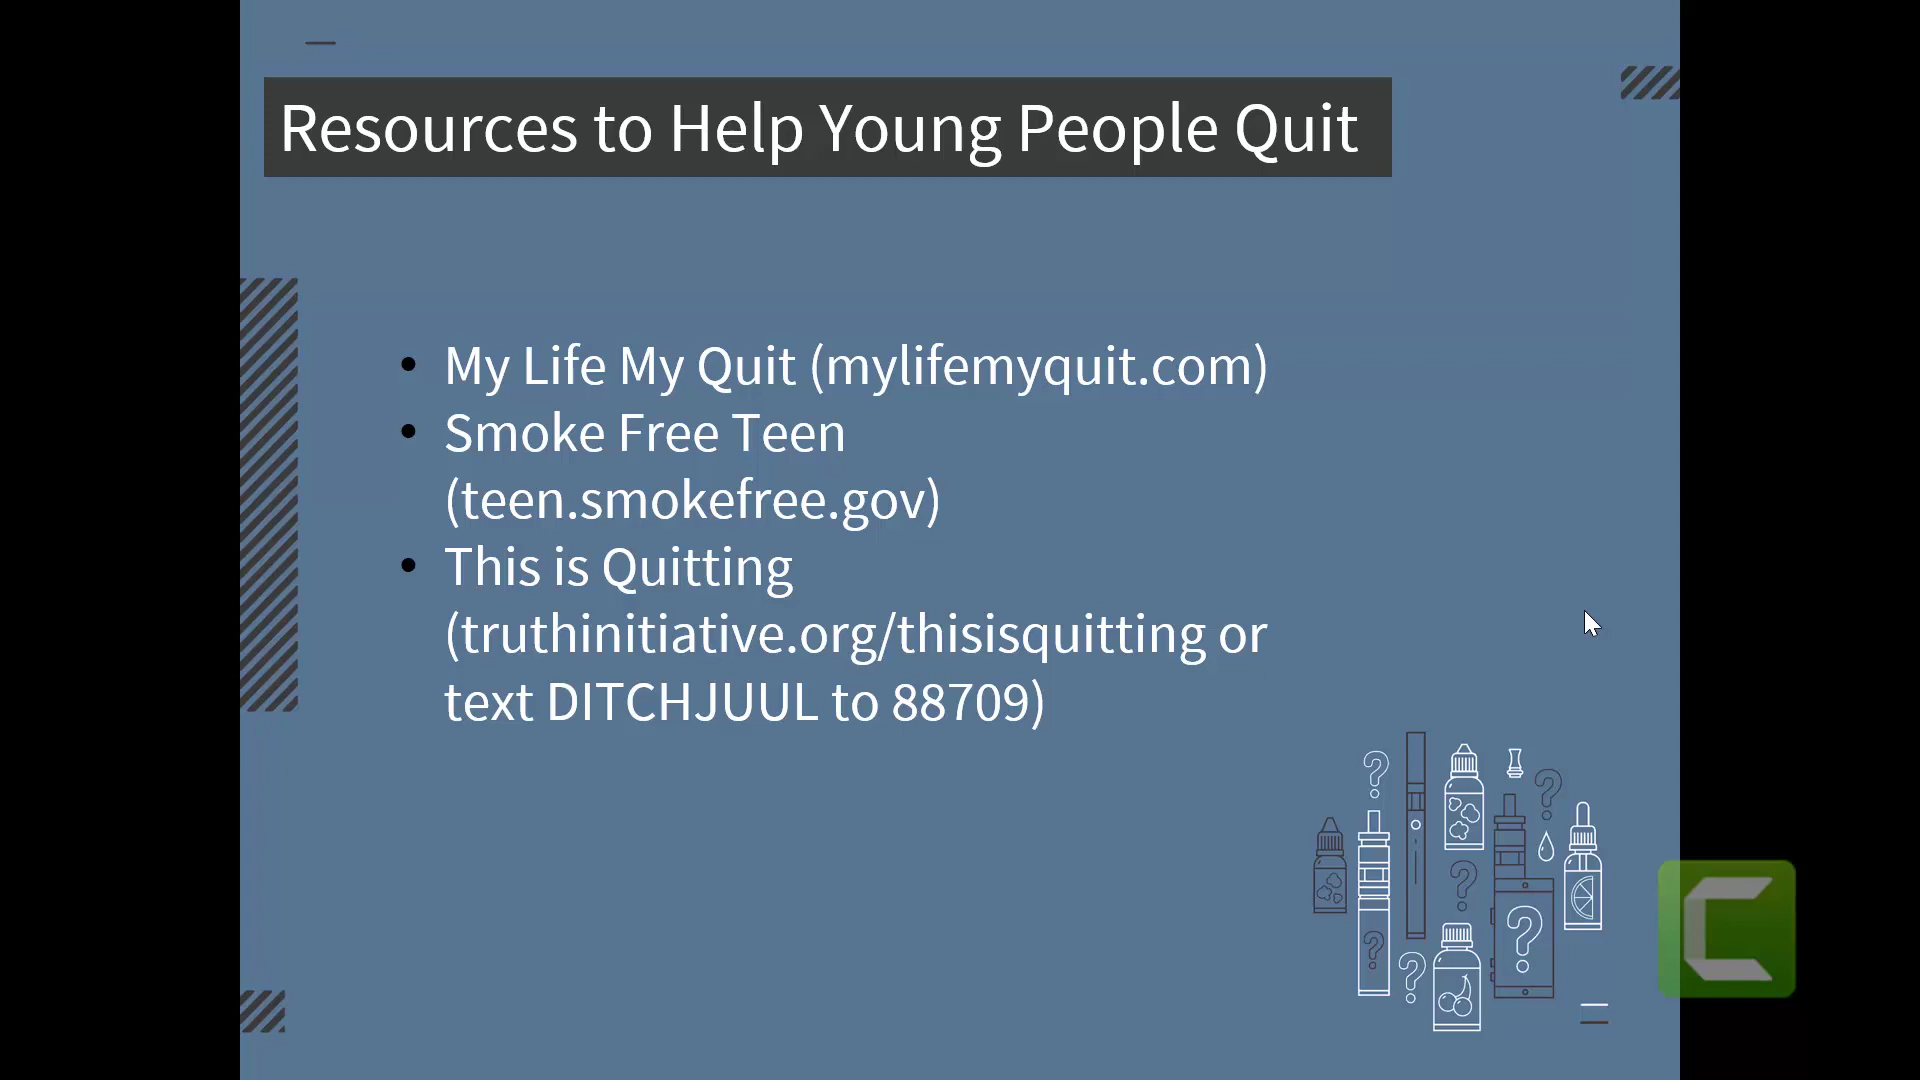 Resources to Help Young People Quit
• My Life My Quit (mylifemyquit.com)
• Smoke Free Teen
(teen.smokefree.gov)
• This is Quitting
(truthinitiative.org/thisisquitting or
text DITCHJUUL to 88709)